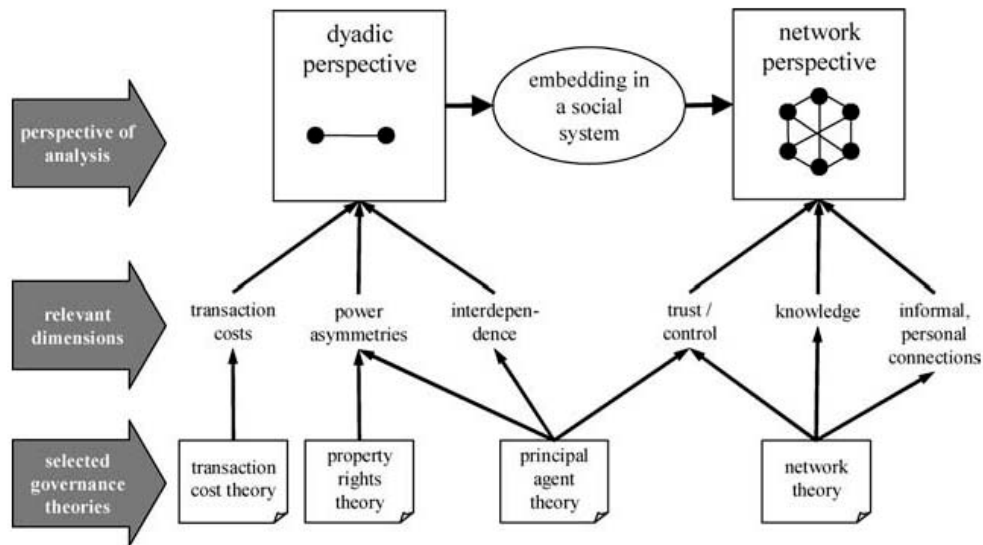 dyadic
perspective
embedding in
a social
system
network
perspective
perspective of
analysis
relevant
dimensions
transaction
costs
power
asymmetries
interdepen-
dence
trust /
control
knowledge
informal,
personal
connections
selected
governance
theories
transaction
cost theory
property
rights
theory
principal
agent
theory
network
theory